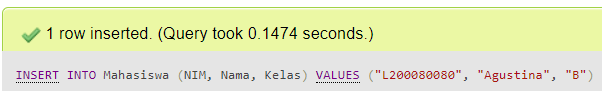 1 row inserted. (Query took 0.1474 seconds.)
INSERT INTO Mahasiswa (NIM, Nama, Kelas) VALUES ("L200080080", "Agustina", "B")